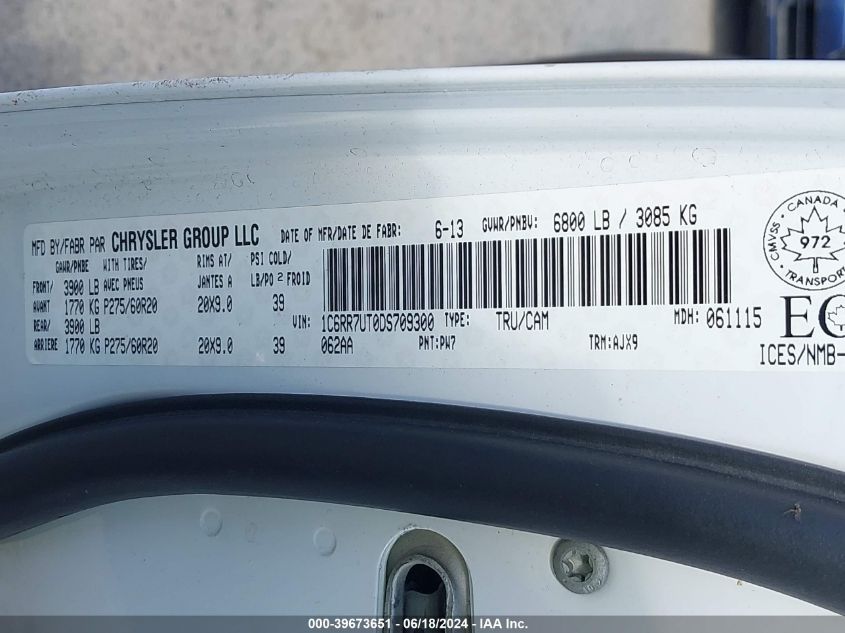 MFD BY/FABR PAR CHRYSLER GROUP LLC DATE OF MFR/DATE DE FABR: 6-13 GVWR/PNBV: 6800 LB / 3085 KG
GAWR/PNBE WITH TIRES/ RIMS AT/ PSI COLD/
FRONT/ 3900 LB AVEC PNEUS JANTES A LB/PO 2 FROID
AVANT 1770 KG P275/60R20 20X9.0 39
REAR/ 3900 LB
ARRIERE 1770 KG P275/60R20 20X9.0 39
VIN: 1C6RR7UT0DS709300 TYPE: TRU/CAM MDH: 061115
062AA PNT:PW7 TRM:AJX9
CANADA
CMVSS
972
TRANSPORT
ICES/NMB-
000-39673651 - 06/18/2024 - IAA Inc.